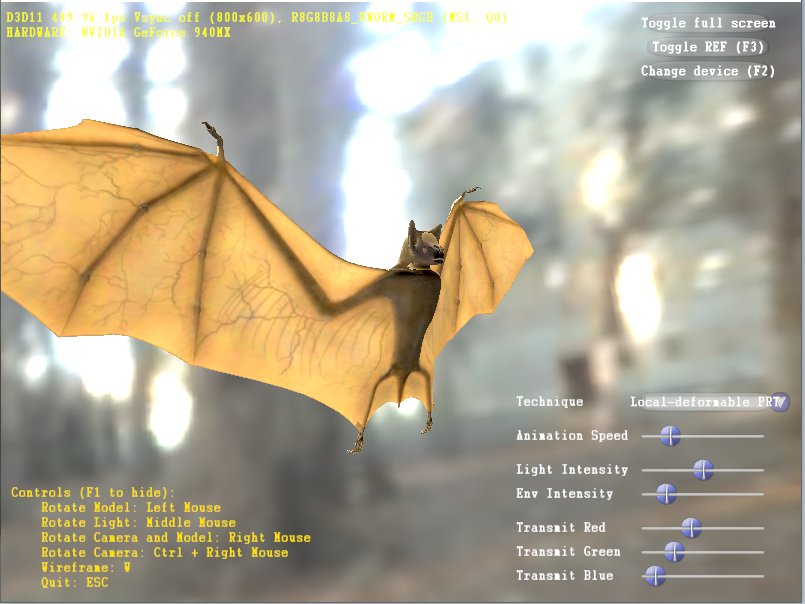 D3D11 409.96 fps Vsync off (800x600), R8G8B8A8_UNORM_SRGB (MS1, Q0)
HARDWARE: NVIDIA GeForce 940MX
Toggle full screen
Toggle REF (F3)
Change device (F2)
Technique
Local-deformable PRT
Animation Speed
Light Intensity
Env Intensity
Transmit Red
Transmit Green
Transmit Blue
Controls (F1 to hide):
Rotate Model: Left Mouse
Rotate Light: Middle Mouse
Rotate Camera and Model: Right Mouse
Rotate Camera: Ctrl + Right Mouse
Wireframe: W
Quit: ESC